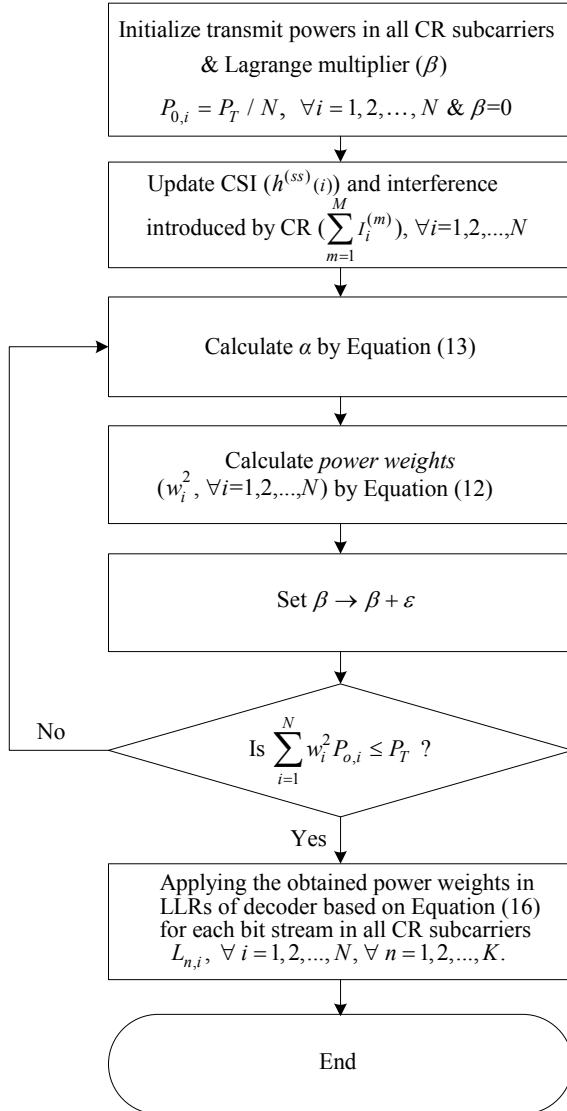 Initialize transmit powers in all CR subcarriers
& Lagrange multiplier (β)
P_{0,i} = P_T / N, ∀i = 1, 2, …, N & β=0
Update CSI (h^{(ss)}(i)) and interference
introduced by CR (∑_{m=1}^{M} I_i^{(m)}), ∀i=1,2,...,N
Calculate α by Equation (13)
Calculate power weights
(w_i^2, ∀i=1,2,...,N) by Equation (12)
Set β → β + ε
No
Is ∑_{i=1}^{N} w_i^2 P_{o,i} ≤ P_T ?
Yes
Applying the obtained power weights in
LLRs of decoder based on Equation (16)
for each bit stream in all CR subcarriers
L_{n,i}, ∀ i = 1, 2, ..., N, ∀ n = 1, 2, ..., K.
End